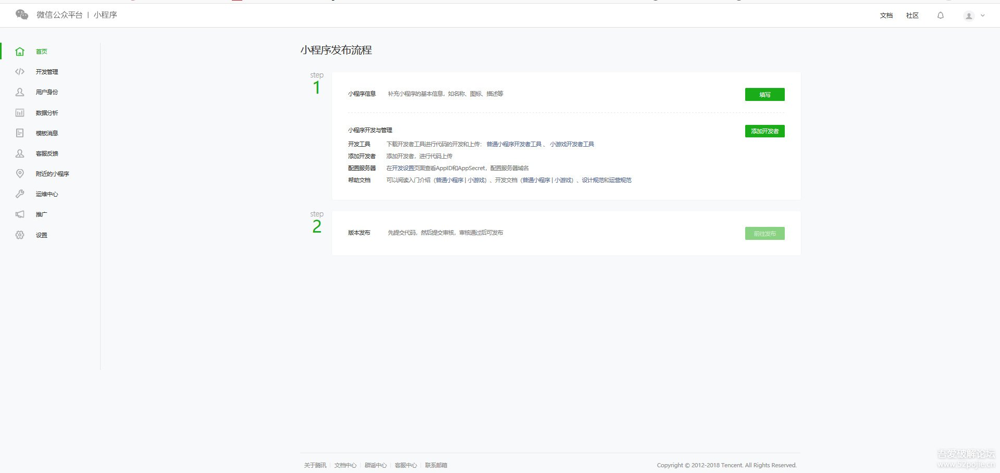 微信公众平台 | 小程序
文档 社区
首页
开发管理
用户身份
数据分析
模板消息
客服反馈
附近的小程序
运维中心
推广
设置
小程序发布流程
step
1
小程序信息 补充小程序的基本信息，如名称、图标、描述等 填写
小程序开发与管理 添加开发者
开发工具 下载开发者工具进行代码的开发和上传： 普通小程序开发者工具 、 小游戏开发者工具
添加开发者 添加开发者，进行代码上传
配置服务器 在开发设置页面查看AppID和AppSecret，配置服务器域名
帮助文档 可以阅读入门介绍（普通小程序 | 小游戏）、开发文档（普通小程序 | 小游戏）、设计规范和运营规范
step
2
版本发布 先提交代码，然后提交审核，审核通过后可发布 前往发布
关于腾讯 文档中心 辟谣中心 客服中心 联系邮箱 Copyright © 2012-2018 Tencent. All Rights Reserved.
吾爱破解论坛
www.52pojie.cn